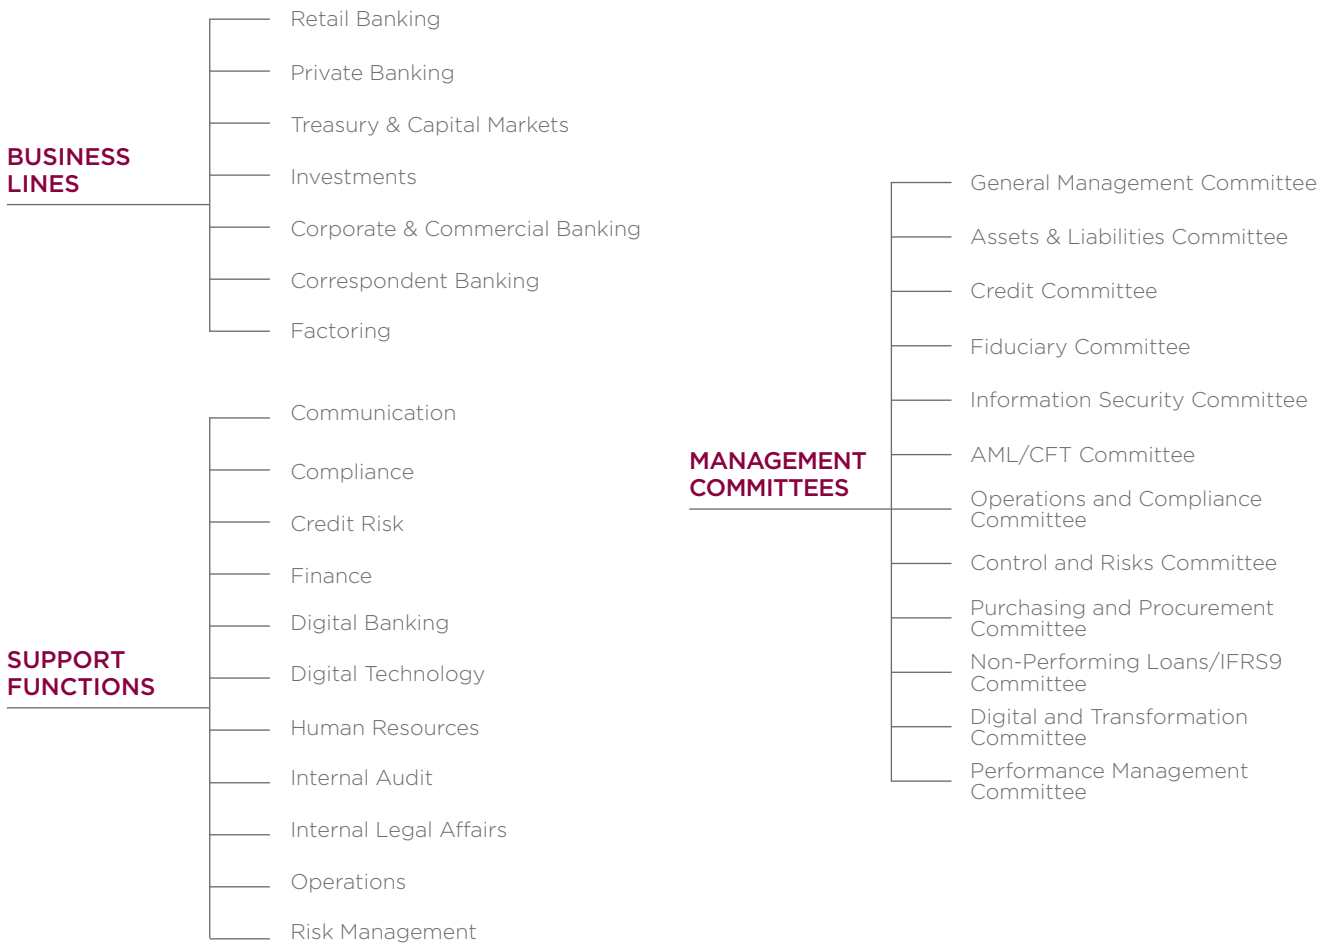 BUSINESS
LINES
Retail Banking
Private Banking
Treasury & Capital Markets
Investments
Corporate & Commercial Banking
Correspondent Banking
Factoring
SUPPORT
FUNCTIONS
Communication
Compliance
Credit Risk
Finance
Digital Banking
Digital Technology
Human Resources
Internal Audit
Internal Legal Affairs
Operations
Risk Management
MANAGEMENT
COMMITTEES
General Management Committee
Assets & Liabilities Committee
Credit Committee
Fiduciary Committee
Information Security Committee
AML/CFT Committee
Operations and Compliance
Committee
Control and Risks Committee
Purchasing and Procurement
Committee
Non-Performing Loans/IFRS9
Committee
Digital and Transformation
Committee
Performance Management
Committee